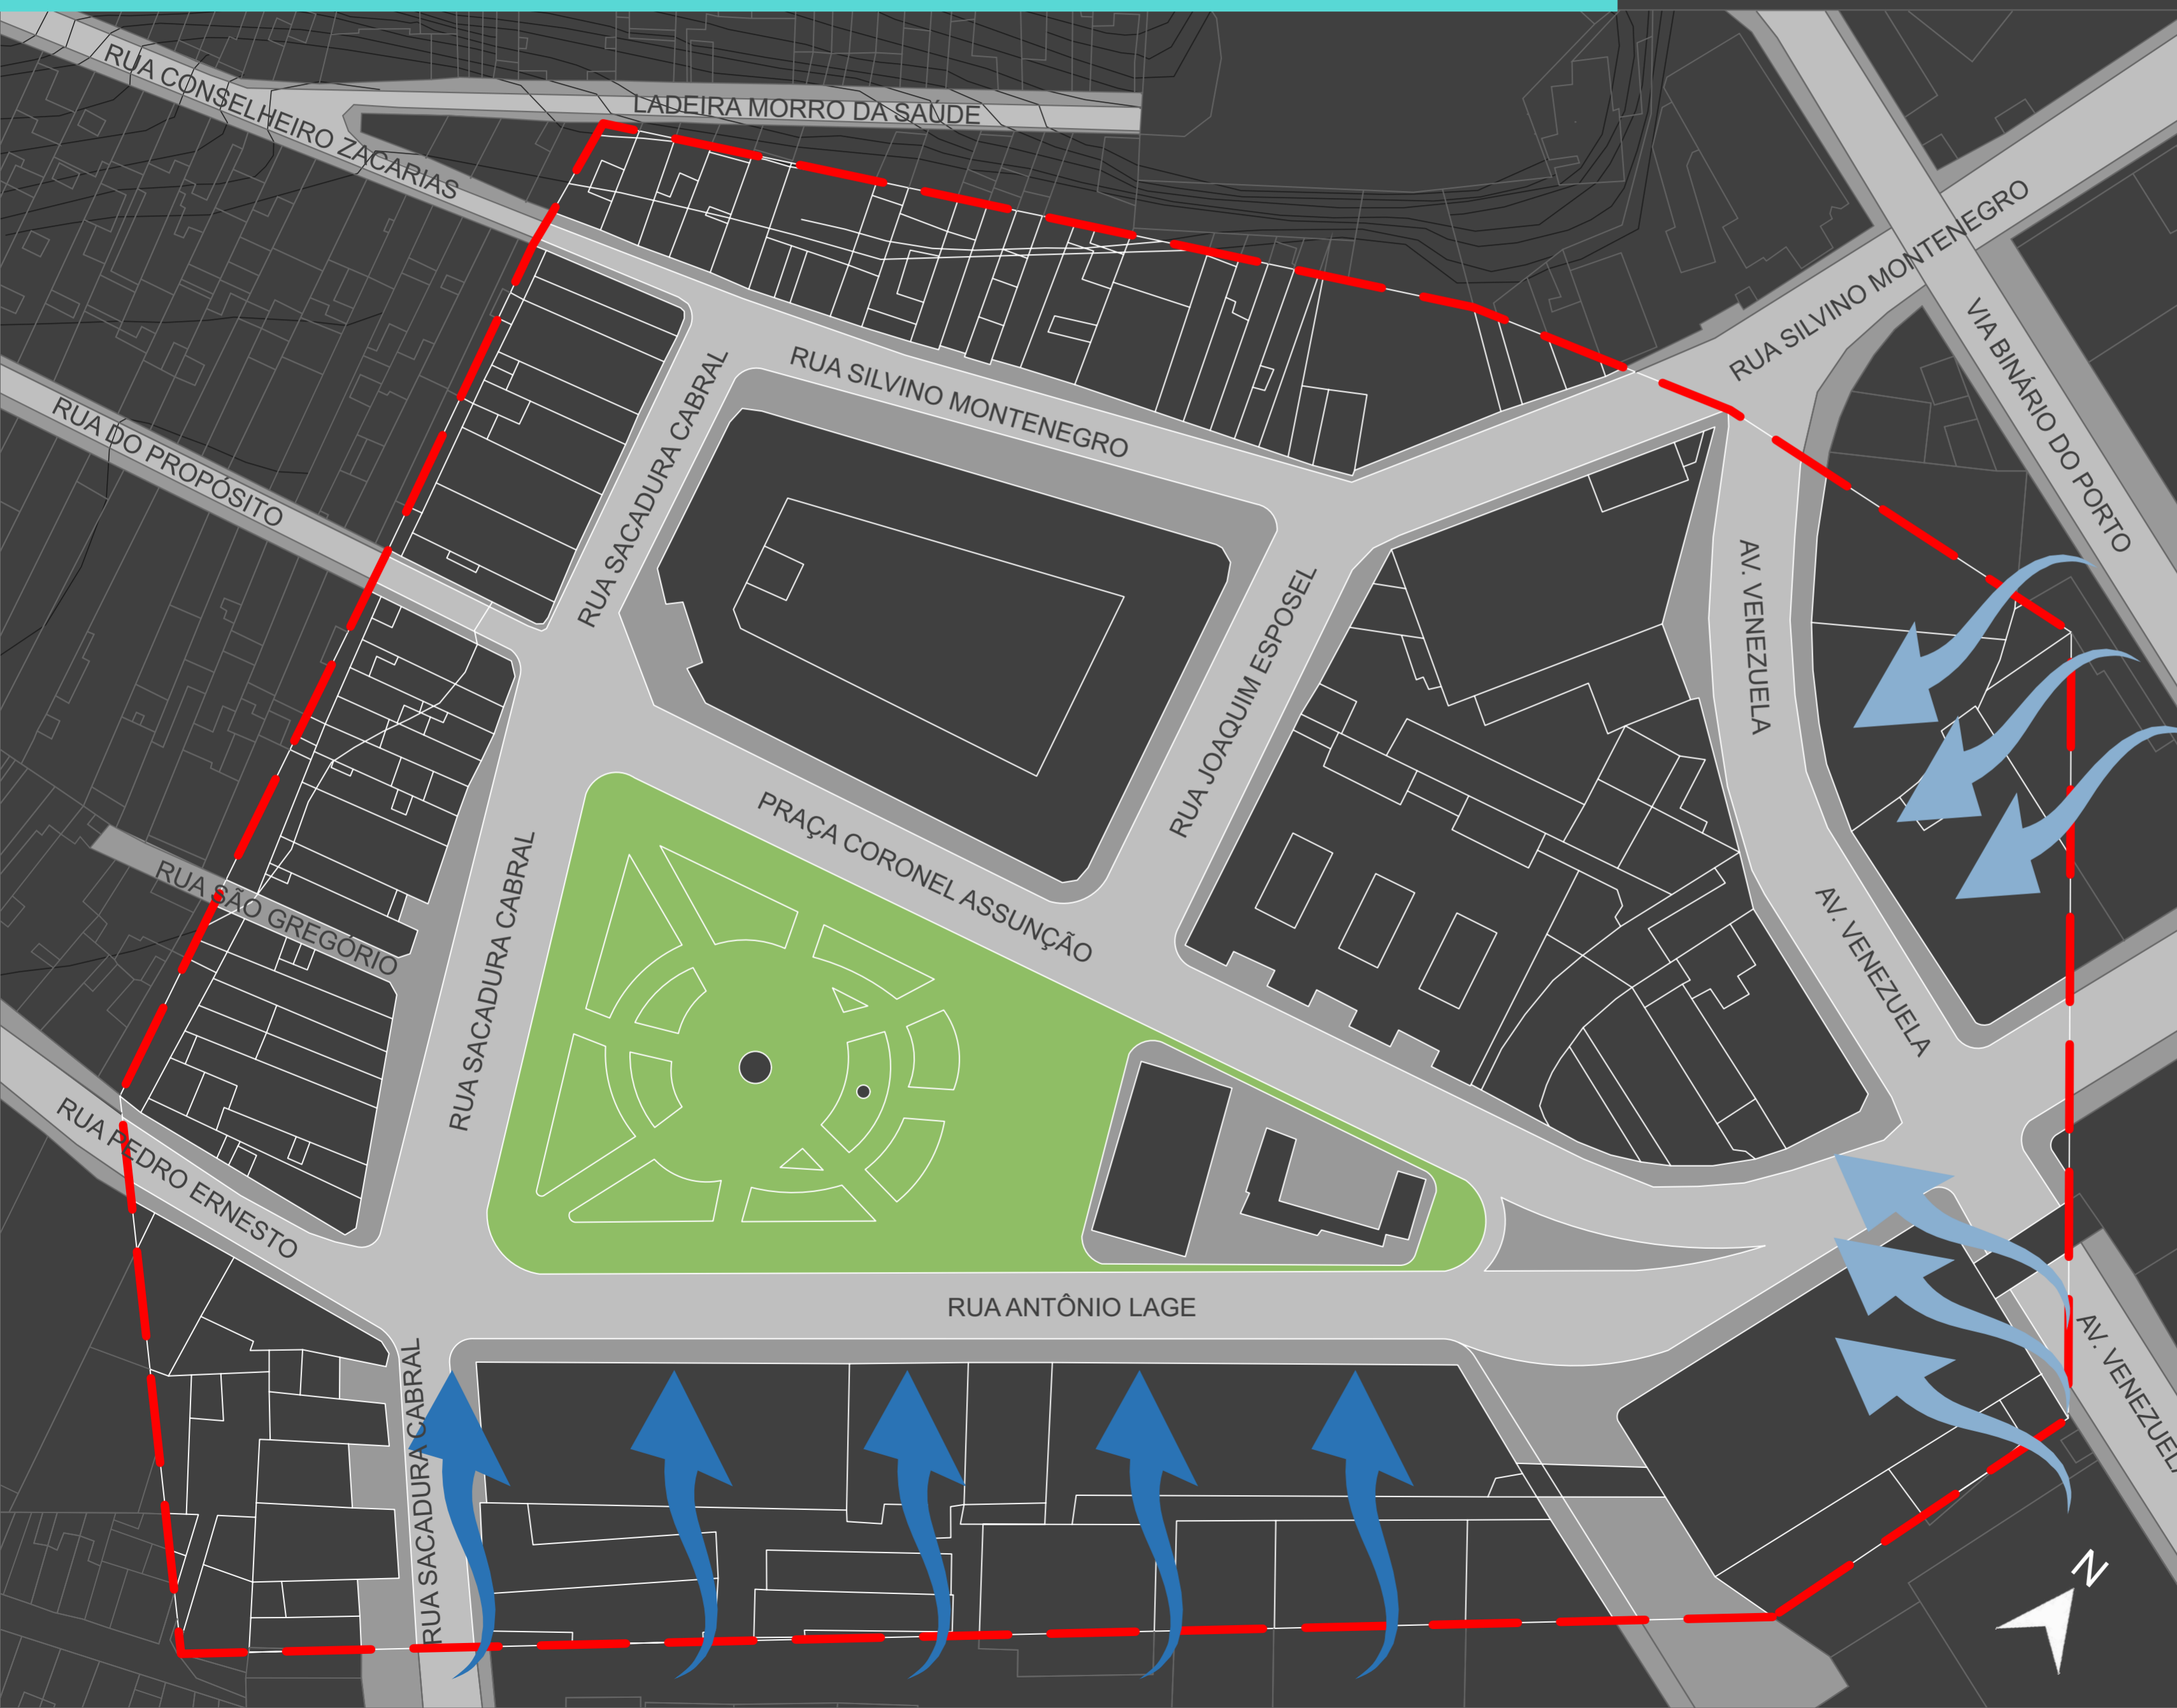 RUA CONSELHEIRO ZACARIAS
LADEIRA MORRO DA SAÚDE
RUA SILVINO MONTENEGRO
VIA BINÁRIO DO PORTO
RUA SILVINO MONTENEGRO
RUA SACADURA CABRAL
RUA DO PROPÓSITO
RUA JOAQUIM ESPOSEL
AV. VENEZUELA
PRAÇA CORONEL ASSUNÇÃO
RUA SÃO GREGÓRIO
RUA SACADURA CABRAL
AV. VENEZUELA
RUA PEDRO ERNESTO
RUA ANTÔNIO LAGE
RUA SACADURA CABRAL
AV. VENEZUELA
N